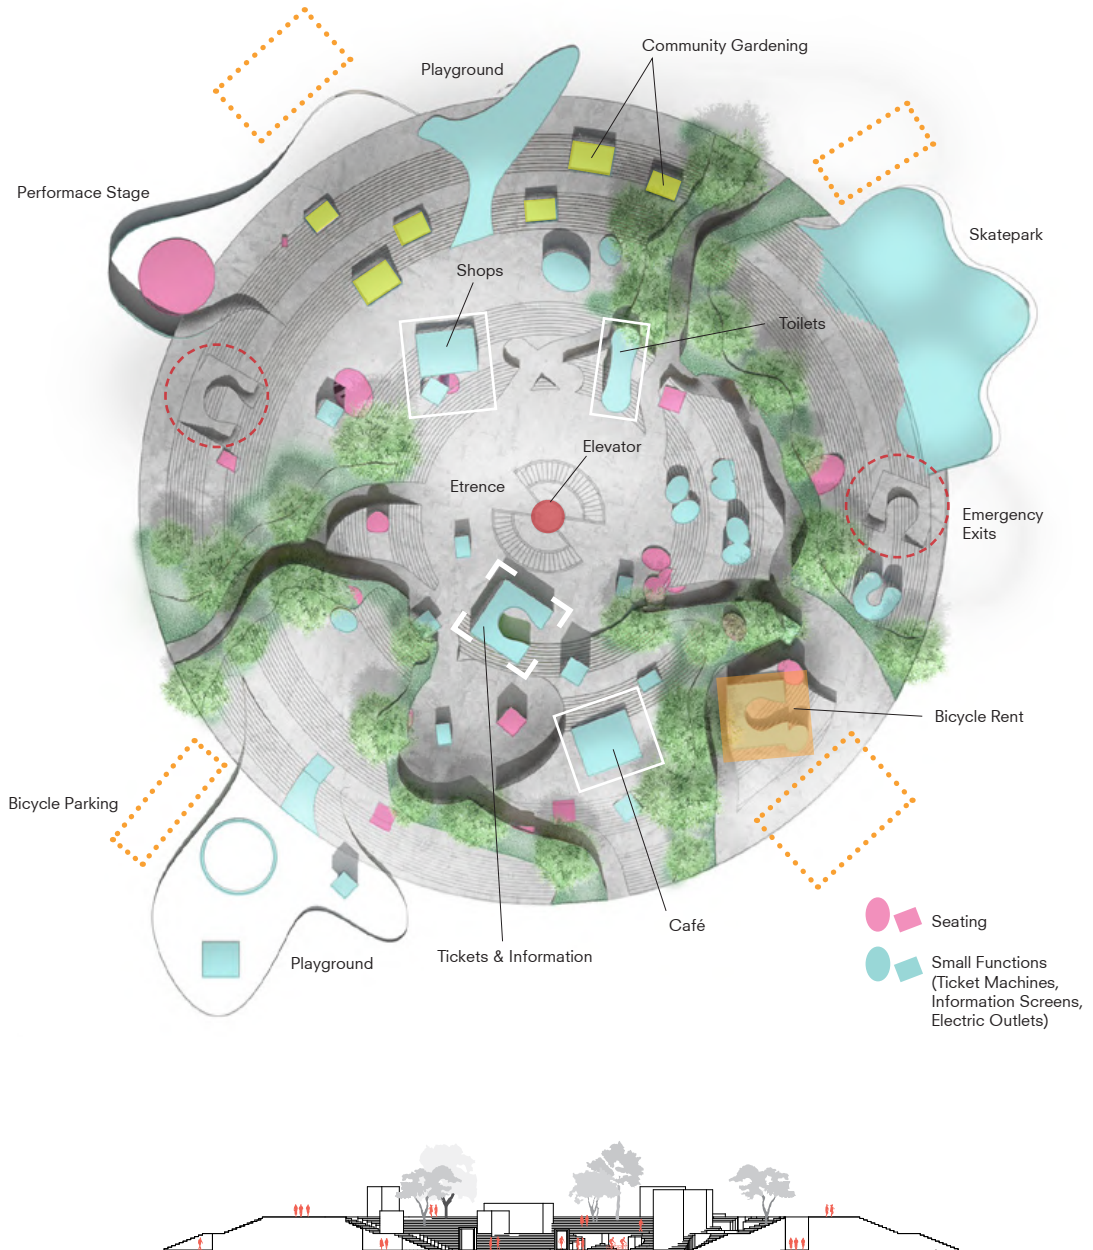 Community Gardening
Playground
Performace Stage
Skatepark
Shops
Toilets
Elevator
Etrence
Emergency
Exits
Bicycle Rent
Bicycle Parking
Café
Seating
Tickets & Information
Playground
Small Functions
(Ticket Machines,
Information Screens,
Electric Outlets)